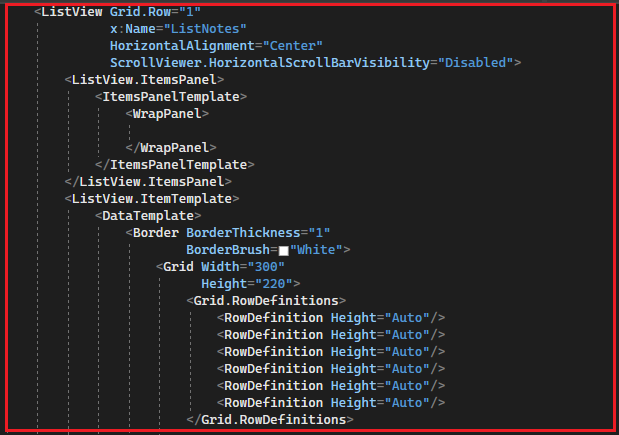 <ListView Grid.Row="1"
x:Name="ListNotes"
HorizontalAlignment="Center"
ScrollViewer.HorizontalScrollBarVisibility="Disabled">
<ListView.ItemsPanel>
<ItemsPanelTemplate>
<WrapPanel>
</WrapPanel>
</ItemsPanelTemplate>
</ListView.ItemsPanel>
<ListView.ItemTemplate>
<DataTemplate>
<Border BorderThickness="1"
BorderBrush="White">
<Grid Width="300"
Height="220">
<Grid.RowDefinitions>
<RowDefinition Height="Auto"/>
<RowDefinition Height="Auto"/>
<RowDefinition Height="Auto"/>
<RowDefinition Height="Auto"/>
<RowDefinition Height="Auto"/>
<RowDefinition Height="Auto"/>
</Grid.RowDefinitions>